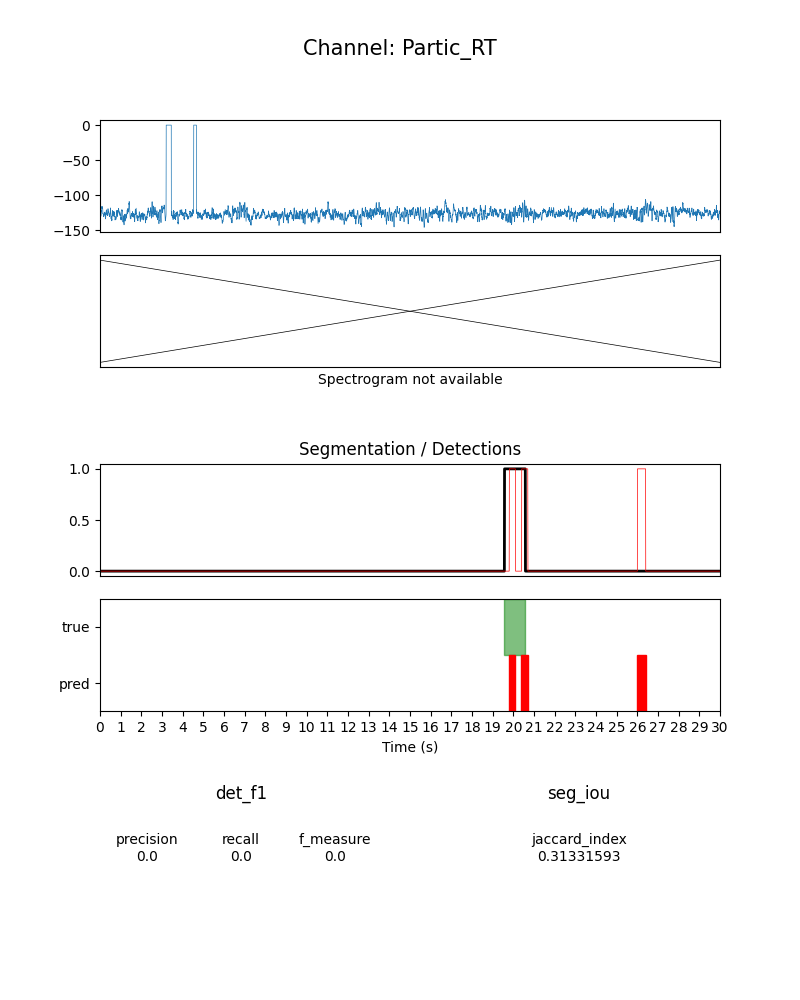 Channel: Partic_RT
0
−50
−100
−150
Spectrogram not available
Segmentation / Detections
1.0
0.5
0.0
true
pred
0 1 2 3 4 5 6 7 8 9 10 11 12 13 14 15 16 17 18 19 20 21 22 23 24 25 26 27 28 29 30
Time (s)
det_f1 seg_iou
precision recall f_measure jaccard_index
0.0 0.0 0.0 0.31331593